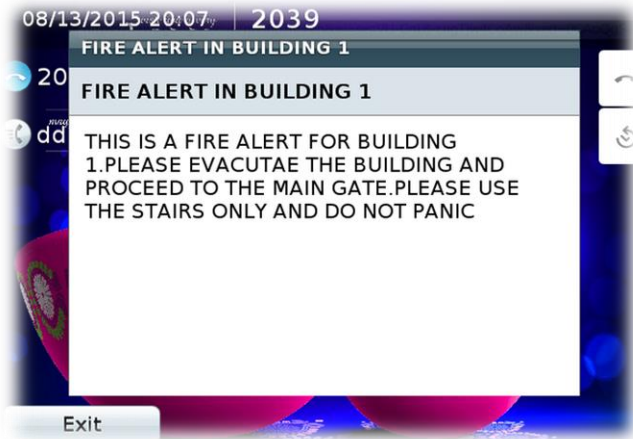 08/13/2015 20:07 2039
FIRE ALERT IN BUILDING 1
FIRE ALERT IN BUILDING 1
20
dd
THIS IS A FIRE ALERT FOR BUILDING
1.PLEASE EVACUTAE THE BUILDING AND
PROCEED TO THE MAIN GATE.PLEASE USE
THE STAIRS ONLY AND DO NOT PANIC
Exit